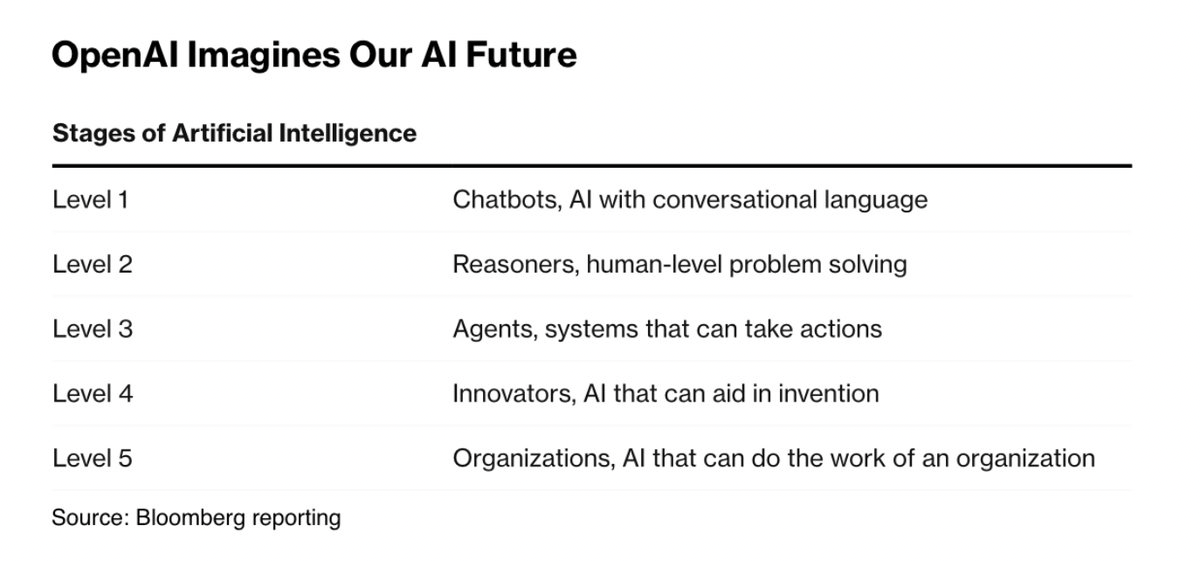 OpenAI Imagines Our AI Future
Stages of Artificial Intelligence
Level 1 Chatbots, AI with conversational language
Level 2 Reasoners, human-level problem solving
Level 3 Agents, systems that can take actions
Level 4 Innovators, AI that can aid in invention
Level 5 Organizations, AI that can do the work of an organization
Source: Bloomberg reporting